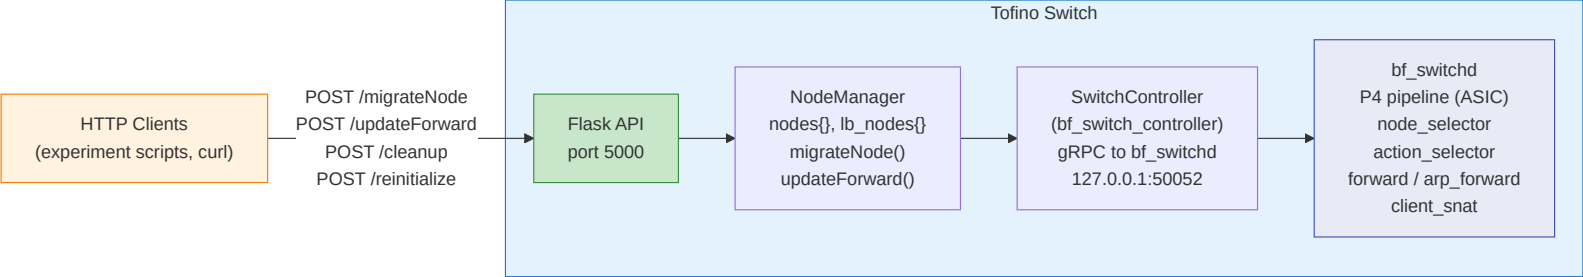 Tofino Switch
HTTP Clients
(experiment scripts, curl)
POST /migrateNode
POST /updateForward
POST /cleanup
POST /reinitialize
Flask API
port 5000
NodeManager
nodes{}, lb_nodes{}
migrateNode()
updateForward()
SwitchController
(bf_switch_controller)
gRPC to bf_switchd
127.0.0.1:50052
bf_switchd
P4 pipeline (ASIC)
node_selector
action_selector
forward / arp_forward
client_snat